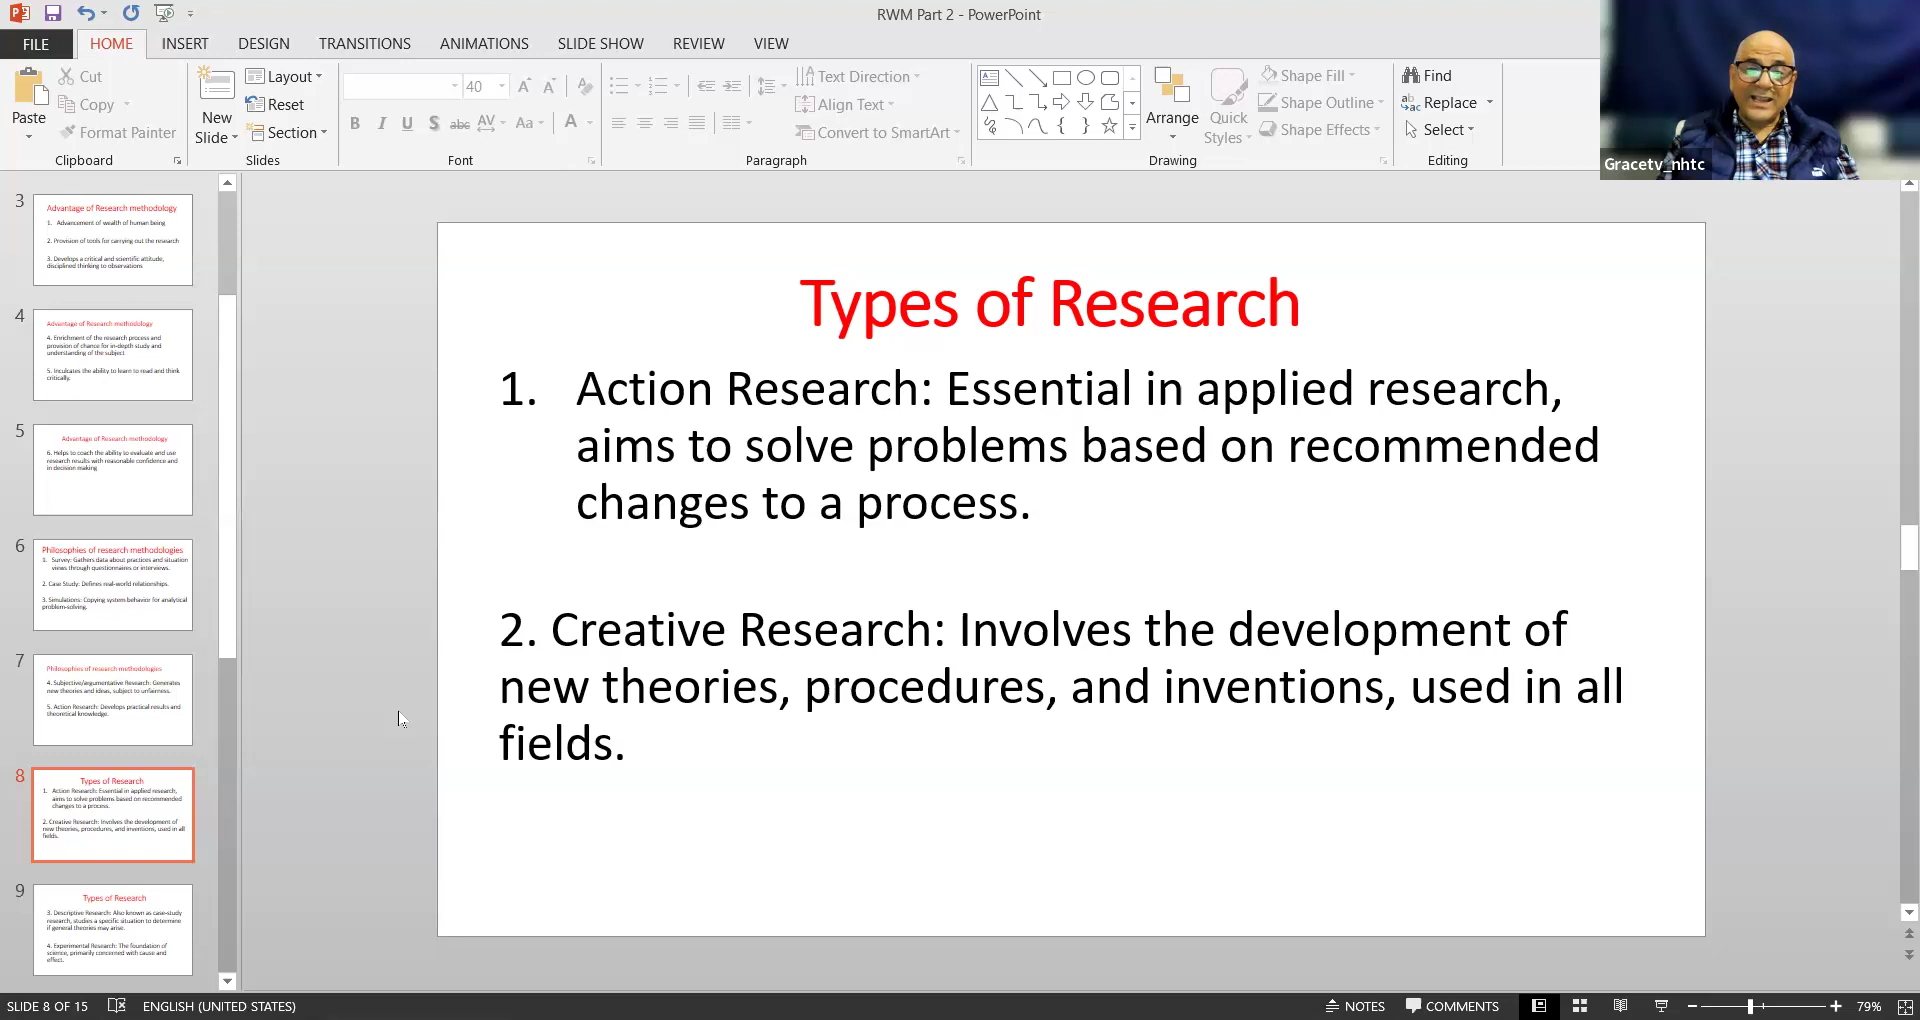 RWM Part 2 - PowerPoint
FILE HOME INSERT DESIGN TRANSITIONS ANIMATIONS SLIDE SHOW REVIEW VIEW
Paste
Cut
Copy
Format Painter
Clipboard
New
Slide
Layout
Reset
Section
Slides
40
B I U S abc AV Aa A
Font
Text Direction
Align Text
Convert to SmartArt
Paragraph
Arrange
Quick
Styles
Shape Fill
Shape Outline
Shape Effects
Drawing
Find
Replace
Select
Editing
Gracetv_nhtc
3
Advantage of Research methodology
1. Advancement of wealth of human being
2. Provision of tools for carrying out the research
3. Develops a critical and scientific attitude,
disciplined thinking to observations
4
Advantage of Research methodology
4. Enrichment of the research process and
provision of chance for in-depth study and
understanding of the subject
5. Inculcates the ability to learn to read and think
critically.
5
Advantage of Research methodology
6. Helps to coach the ability to evaluate and use
research results with reasonable confidence and
in decision making
6
Philosophies of research methodologies
1. Survey: Gathers data about practices and situation
views through questionnaires or interviews.
2. Case Study: Defines real-world relationships.
3. Simulations: Copying system behavior for analytical
problem-solving.
7
Philosophies of research methodologies
4. Subjective/argumentative Research: Generates
new theories and ideas, subject to unfairness.
5. Action Research: Develops practical results and
theoretical knowledge.
8
Types of Research
1. Action Research: Essential in applied research,
aims to solve problems based on recommended
changes to a process.
2. Creative Research: Involves the development of
new theories, procedures, and inventions, used in all
fields.
9
Types of Research
3. Descriptive Research: Also known as case-study
research, studies a specific situation to determine
if general theories may arise.
4. Experimental Research: The foundation of
science, primarily concerned with cause and
effect.
Types of Research
1. Action Research: Essential in applied research,
aims to solve problems based on recommended
changes to a process.
2. Creative Research: Involves the development of
new theories, procedures, and inventions, used in all
fields.
SLIDE 8 OF 15 ENGLISH (UNITED STATES) NOTES COMMENTS 79%